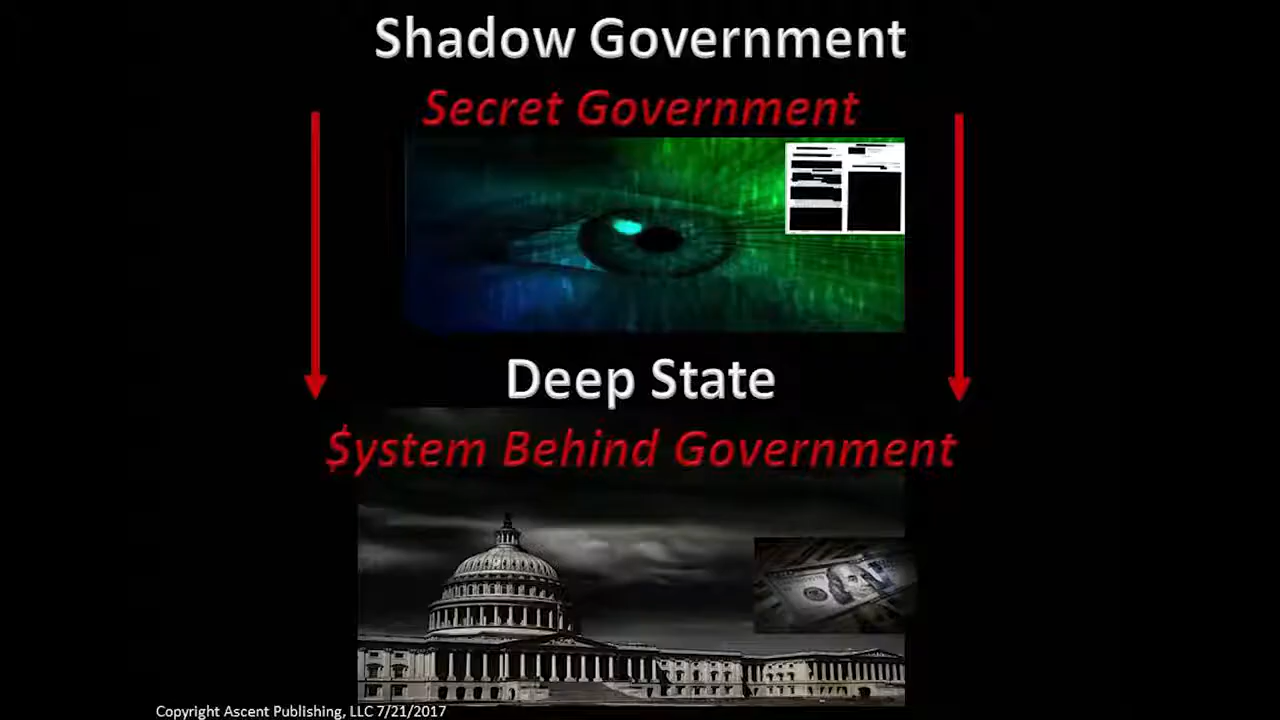 Shadow Government
Secret Government
Deep State
$ystem Behind Government
Copyright Ascent Publishing, LLC 7/21/2017